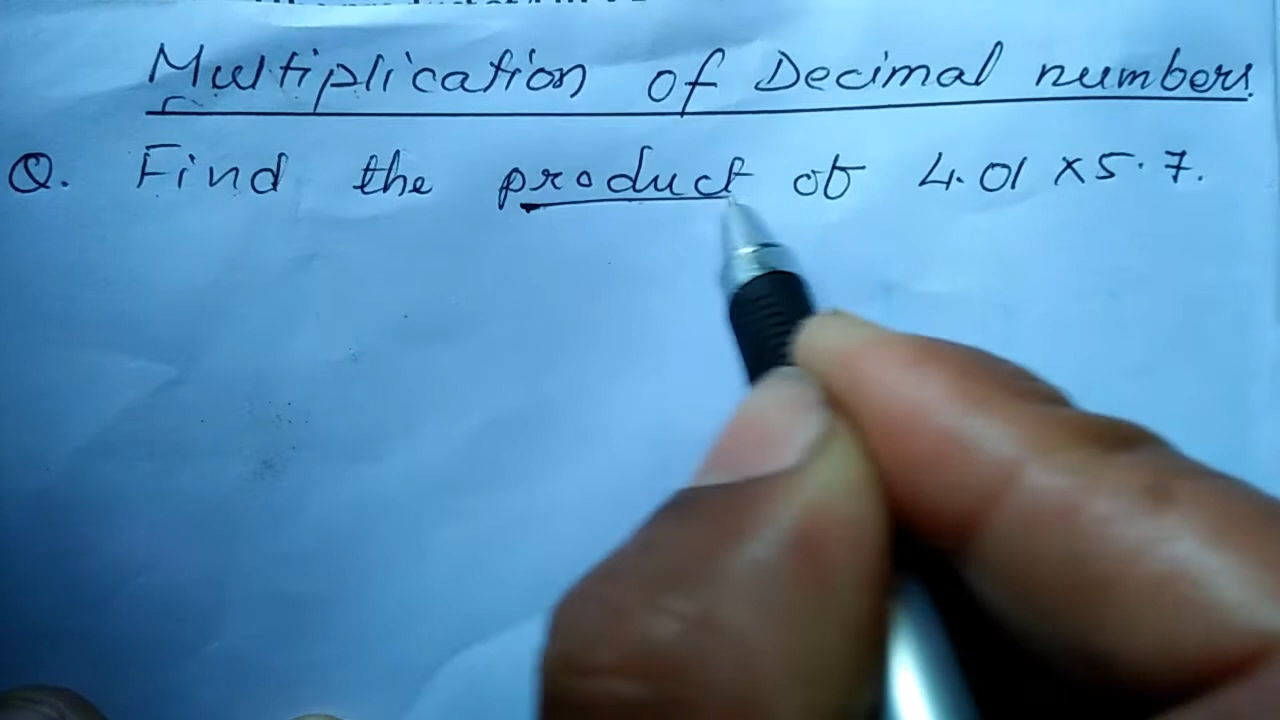 Multiplication of Decimal numbers.
Q. Find the product of 4.01 x 5.7.